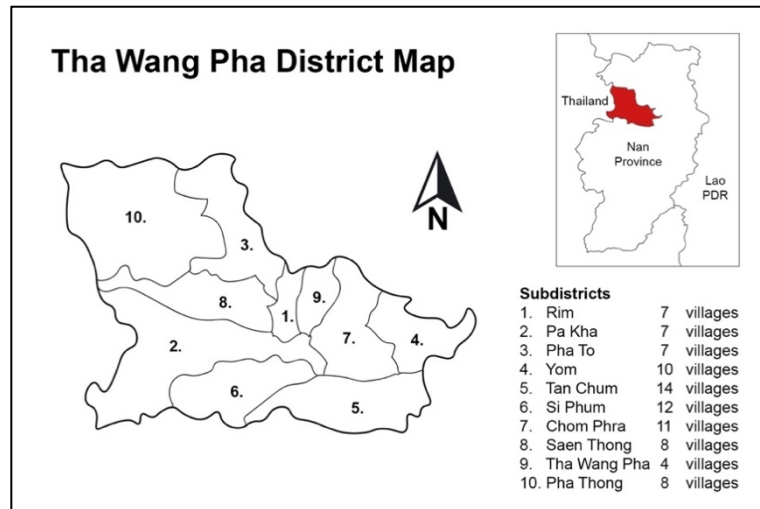 Tha Wang Pha District Map
Thailand
Nan
Province
Lao
PDR
N
10.
3.
8.
1.
9.
2.
7.
4.
6.
5.
Subdistricts
1. Rim 7 villages
2. Pa Kha 7 villages
3. Pha To 7 villages
4. Yom 10 villages
5. Tan Chum 14 villages
6. Si Phum 12 villages
7. Chom Phra 11 villages
8. Saen Thong 8 villages
9. Tha Wang Pha 4 villages
10. Pha Thong 8 villages